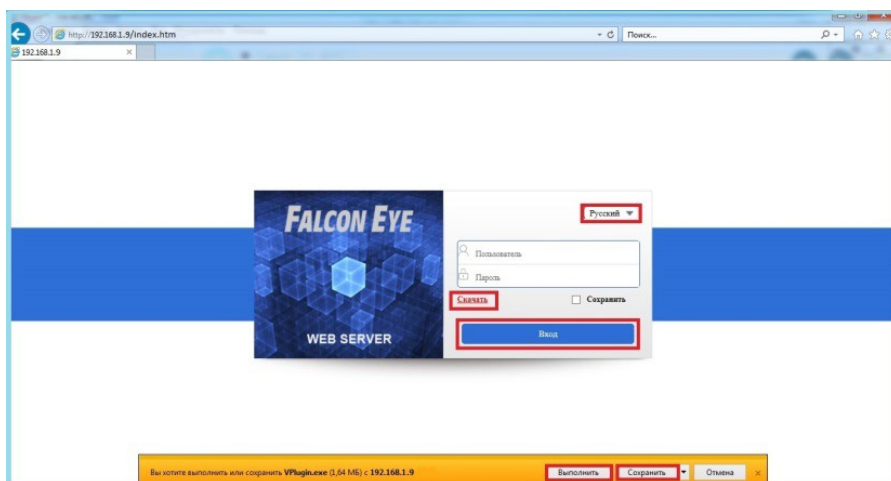 http://192.168.1.9/index.htm
Поиск...
192.168.1.9
FALCON EYE
WEB SERVER
Русский
Пользователь
Пароль
Скачать
Сохранить
Вход
Вы хотите выполнить или сохранить VPlugin.exe (1,64 МБ) с 192.168.1.9
Выполнить
Сохранить
Отмена